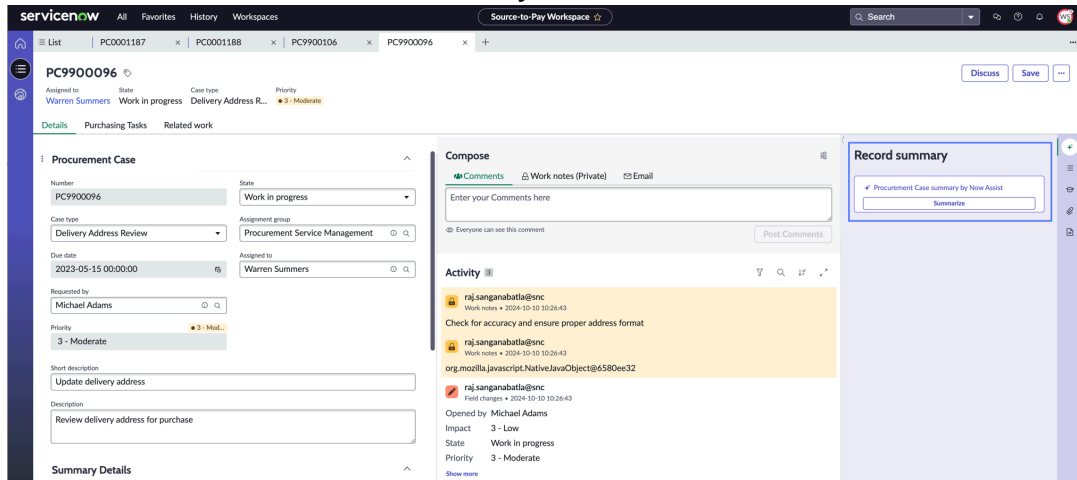 servicenow All Favorites History Workspaces Source-to-Pay Workspace Search WS
List PC0001187 PC0001188 PC9900106 PC9900096
PC9900096
Discuss Save
Assigned to State Case type Priority
Warren Summers Work in progress Delivery Address R... 3 - Moderate
Details Purchasing Tasks Related work
Procurement Case
Number State
PC9900096 Work in progress
Case type Assignment group
Delivery Address Review Procurement Service Management
Due date Assigned to
2023-05-15 00:00:00 Warren Summers
Requested by
Michael Adams
Priority 3 - Mod...
3 - Moderate
Short description
Update delivery address
Description
Review delivery address for purchase
Summary Details
Compose
Comments Work notes (Private) Email
Enter your Comments here
Everyone can see this comment Post Comments
Activity 3
raj.sanganabatla@snc
Work notes • 2024-10-10 10:26:43
Check for accuracy and ensure proper address format
raj.sanganabatla@snc
Work notes • 2024-10-10 10:26:43
org.mozilla.javascript.NativeJavaObject@6580ee32
raj.sanganabatla@snc
Field changes • 2024-10-10 10:26:43
Opened by Michael Adams
Impact 3 - Low
State Work in progress
Priority 3 - Moderate
Show more
Record summary
Procurement Case summary by Now Assist
Summarize